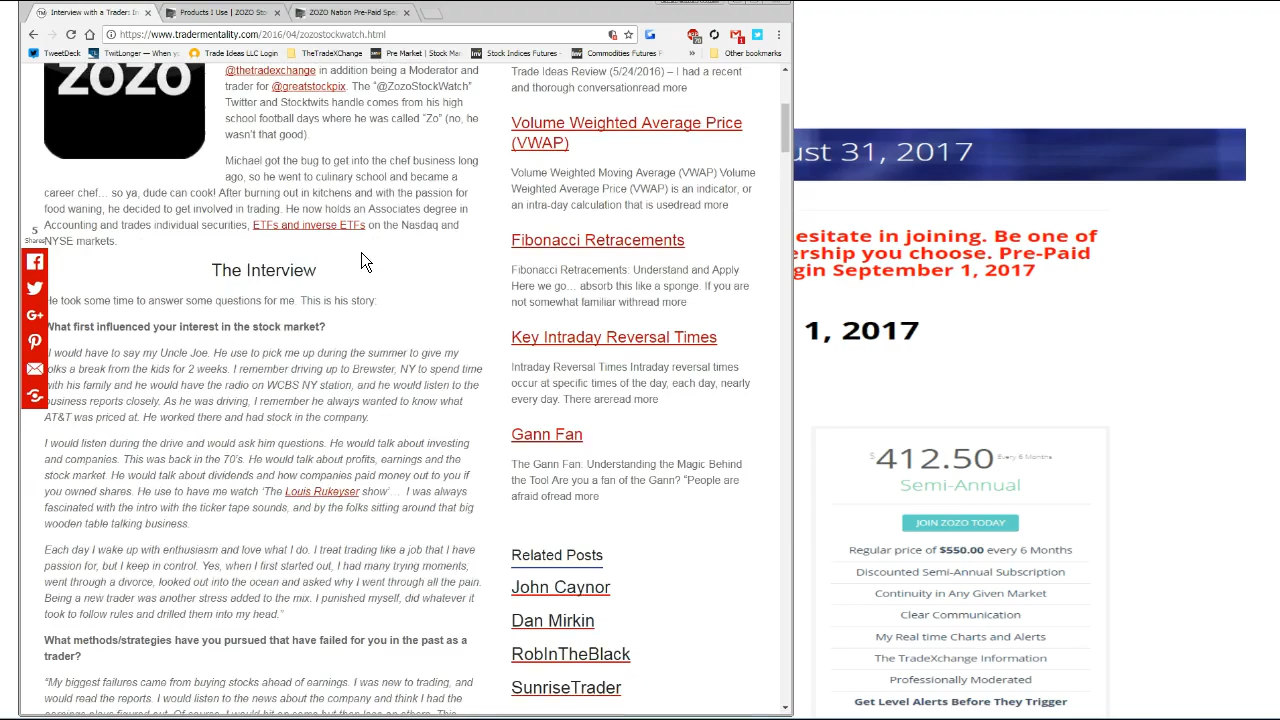 Interview with a Trader: In
Products I Use | ZOZO Sto
ZOZO Nation Pre-Paid Spe
https://www.tradermentality.com/2016/04/zozostockwatch.html
TweetDeck
TwitLonger — When y
Trade Ideas LLC Login
TheTradeXChange
Pre Market | Stock Mar
Stock Indices Futures -
Commodities Futures
»
Other bookmarks
ZOZO
@thetradexchange in addition being a Moderator and
trader for @greatstockpix. The “@ZozoStockWatch”
Twitter and Stocktwits handle comes from his high
school football days where he was called “Zo” (no, he
wasn’t that good).
Michael got the bug to get into the chef business long
ago, so he went to culinary school and became a
career chef… so ya, dude can cook! After burning out in kitchens and with the passion for
food waning, he decided to get involved in trading. He now holds an Associates degree in
Accounting and trades individual securities, ETFs and inverse ETFs on the Nasdaq and
NYSE markets.
5
Shares
The Interview
He took some time to answer some questions for me. This is his story:
What first influenced your interest in the stock market?
I would have to say my Uncle Joe. He use to pick me up during the summer to give my
folks a break from the kids for 2 weeks. I remember driving up to Brewster, NY to spend time
with his family and he would have the radio on WCBS NY station, and he would listen to the
business reports closely. As he was driving, I remember he always wanted to know what
AT&T was priced at. He worked there and had stock in the company.
I would listen during the drive and would ask him questions. He would talk about investing
and companies. This was back in the 70’s. He would talk about profits, earnings and the
stock market. He would talk about dividends and how companies paid money out to you if
you owned shares. He use to have me watch ‘The Louis Rukeyser show’… I was always
fascinated with the intro with the ticker tape sounds, and by the folks sitting around that big
wooden table talking business.
Each day I wake up with enthusiasm and love what I do. I treat trading like a job that I have
passion for, but I keep in control. Yes, when I first started out, I had many trying moments,
went through a divorce, looked out into the ocean and asked why I went through all the pain.
Being a new trader was another stress added to the mix. I punished myself, did whatever it
took to follow rules and drilled them into my head.”
What methods/strategies have you pursued that have failed for you in the past as a
trader?
“My biggest failures came from buying stocks ahead of earnings. I was new to trading, and
would read the reports. I would listen to the news about the company and think I had the
Trade Ideas Review (5/24/2016) – I had a recent
and thorough conversationread more
Volume Weighted Average Price
(VWAP)
Volume Weighted Moving Average (VWAP) Volume
Weighted Average Price (VWAP) is an indicator, or
an intra-day calculation that is usedread more
Fibonacci Retracements
Fibonacci Retracements: Understand and Apply
Here we go… absorb this like a sponge. If you are
not somewhat familiar withread more
Key Intraday Reversal Times
Intraday Reversal Times Intraday reversal times
occur at specific times of the day, each day, nearly
every day. There areread more
Gann Fan
The Gann Fan: Understanding the Magic Behind
the Tool Are you a fan of the Gann? “People are
afraid ofread more
Related Posts
John Caynor
Dan Mirkin
RobInTheBlack
SunriseTrader
ust 31, 2017
esitate in joining. Be one of
ership you choose. Pre-Paid
gin September 1, 2017
1, 2017
$412.50 Every 6 Months
Semi-Annual
JOIN ZOZO TODAY
Regular price of $550.00 every 6 Months
Discounted Semi-Annual Subscription
Continuity in Any Given Market
Clear Communication
My Real time Charts and Alerts
The TradeXchange Information
Professionally Moderated
Get Level Alerts Before They Trigger